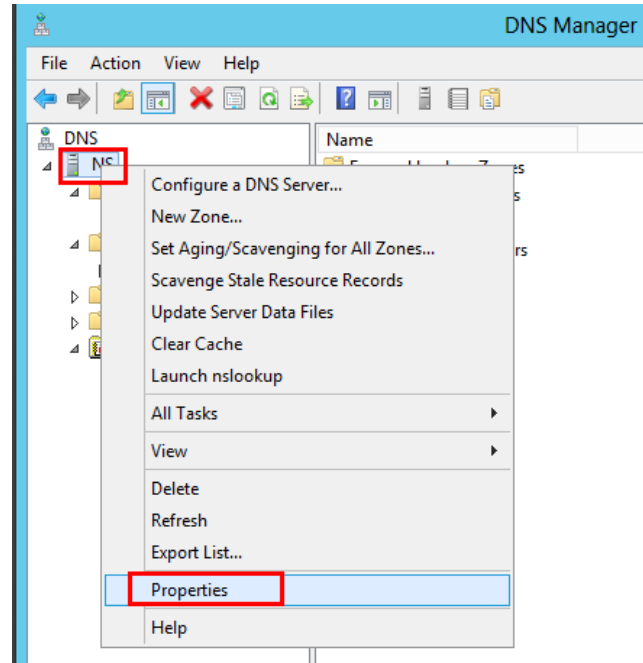 DNS Manager
File Action View Help
DNS
Name
NS
Configure a DNS Server...
New Zone...
Set Aging/Scavenging for All Zones...
Scavenge Stale Resource Records
Update Server Data Files
Clear Cache
Launch nslookup
All Tasks
View
Delete
Refresh
Export List...
Properties
Help